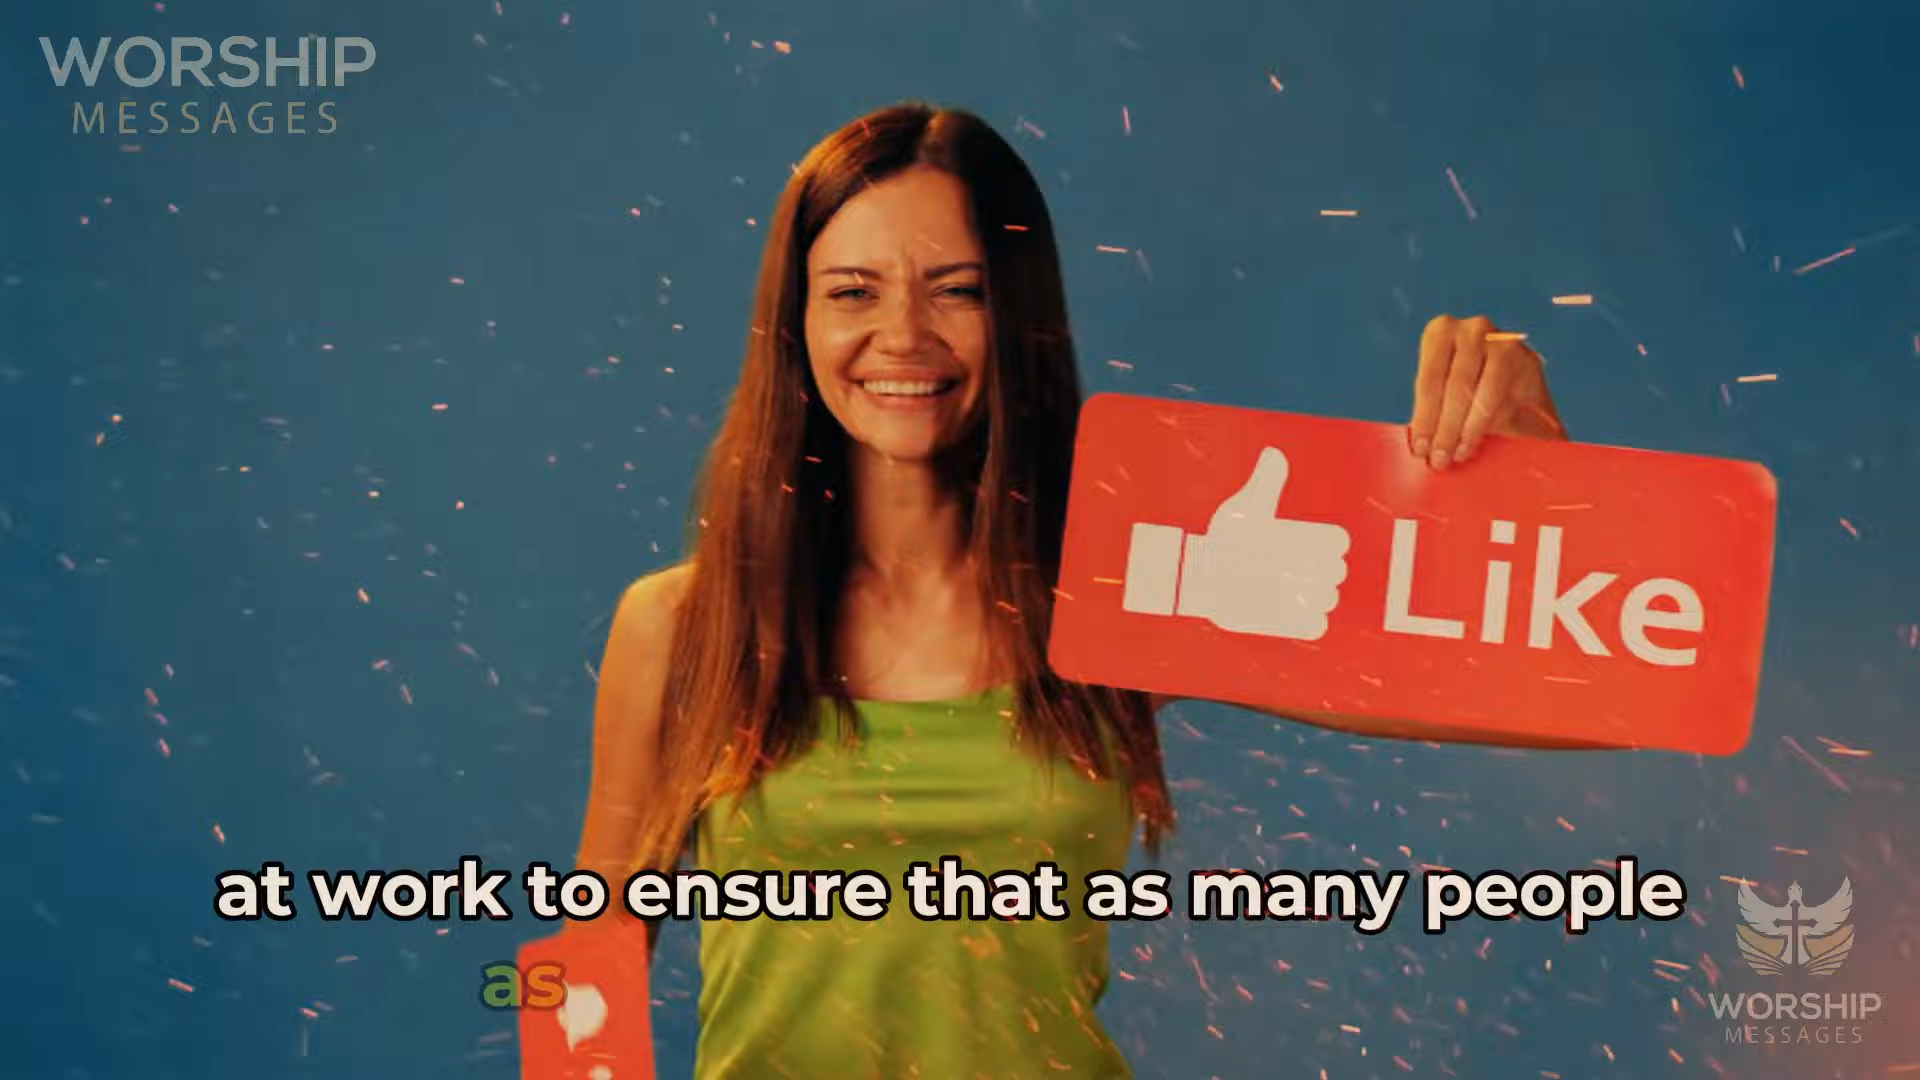 WORSHIP
MESSAGES
Like
at work to ensure that as many people
as
WORSHIP
MESSAGES